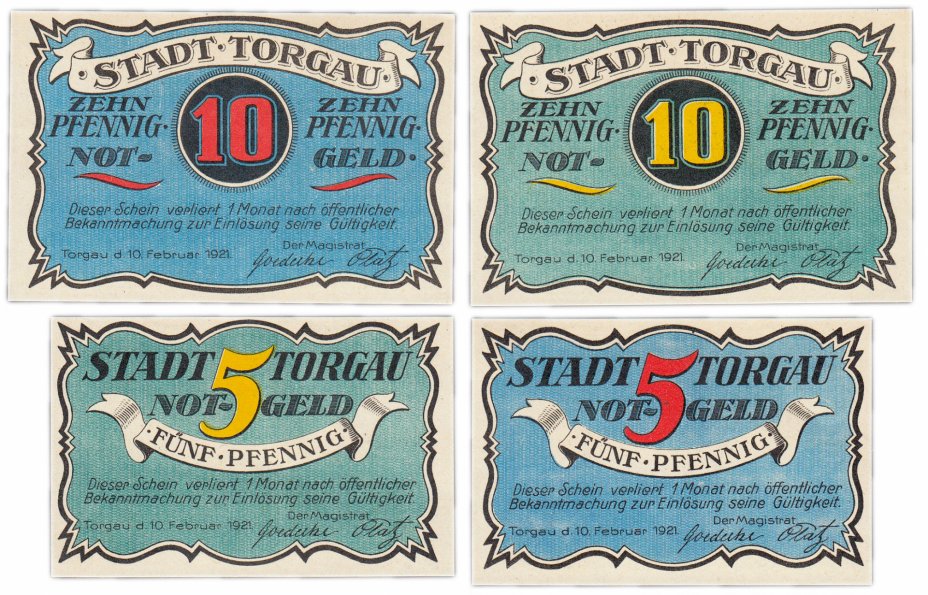 · STADT · TORGAU ·
ZEHN
PFENNIG ·
NOT-
10
ZEHN
PFENNIG ·
GELD ·
Dieser Schein verliert 1 Monat nach öffentlicher
Bekanntmachung zur Einlösung seine Gültigkeit.
Der Magistrat
Torgau d. 10. Februar 1921.
· STADT · TORGAU ·
ZEHN
PFENNIG ·
NOT-
10
ZEHN
PFENNIG ·
GELD ·
Dieser Schein verliert 1 Monat nach öffentlicher
Bekanntmachung zur Einlösung seine Gültigkeit.
Der Magistrat
Torgau d. 10. Februar 1921.
STADT 5 TORGAU
NOT- GELD
· FÜNF · PFENNIG ·
Dieser Schein verliert 1 Monat nach öffentlicher
Bekanntmachung zur Einlösung seine Gültigkeit.
Der Magistrat
Torgau d. 10. Februar 1921.
STADT 5 TORGAU
NOT- GELD
· FÜNF · PFENNIG ·
Dieser Schein verliert 1 Monat nach öffentlicher
Bekanntmachung zur Einlösung seine Gültigkeit.
Der Magistrat
Torgau d. 10. Februar 1921.